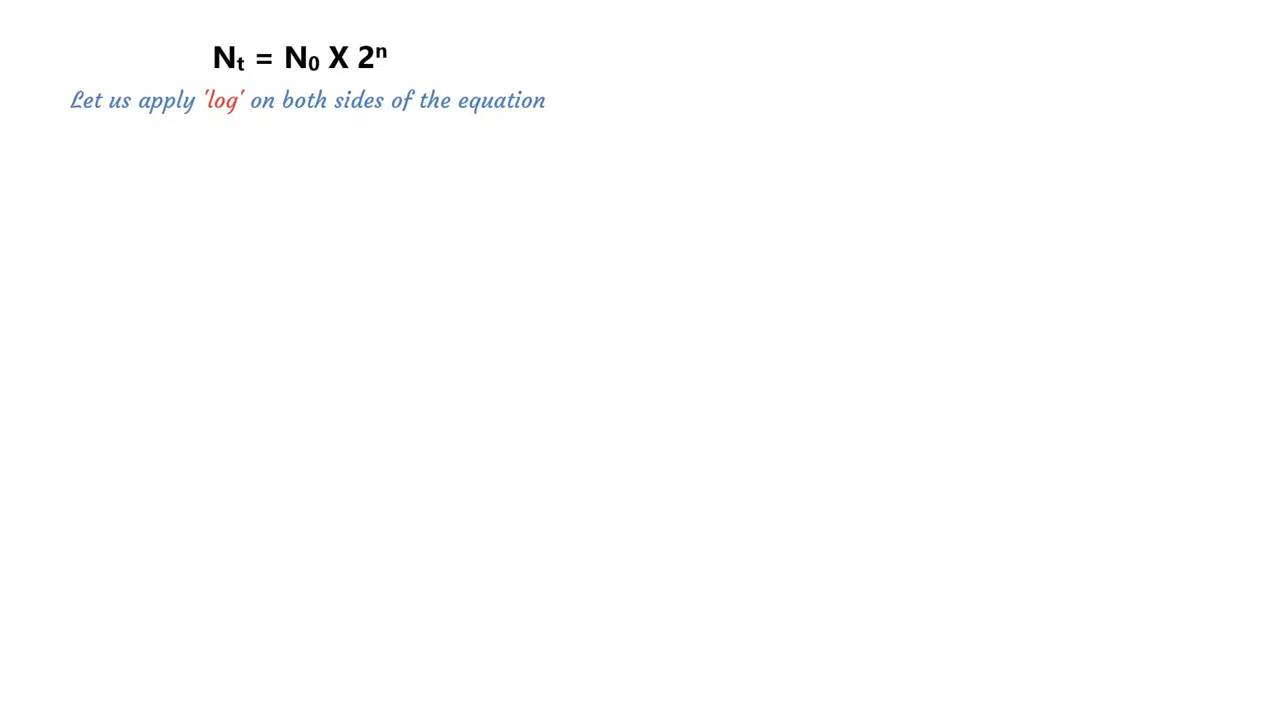 Nₜ = N₀ X 2ⁿ
Let us apply 'log' on both sides of the equation